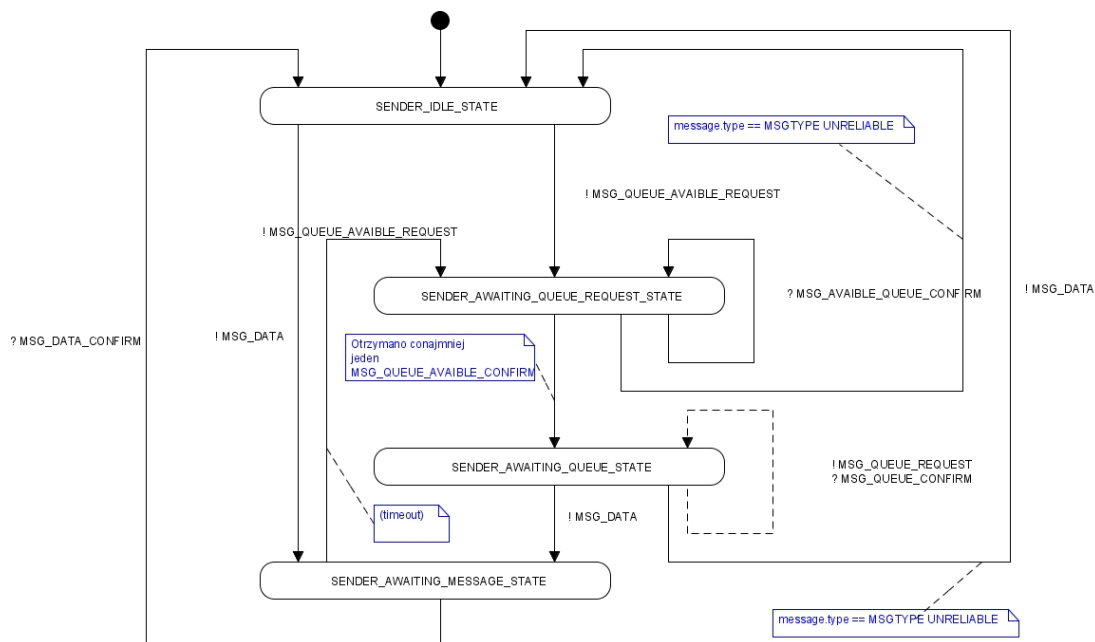 SENDER_IDLE_STATE
message.type == MSGTYPE UNRELIABLE
! MSG_QUEUE_AVAIBLE_REQUEST
! MSG_QUEUE_AVAIBLE_REQUEST
SENDER_AWAITING_QUEUE_REQUEST_STATE
? MSG_AVAIBLE_QUEUE_CONFIRM
! MSG_DATA
? MSG_DATA_CONFIRM
! MSG_DATA
Otrzymano conajmniej
jeden
MSG_QUEUE_AVAIBLE_CONFIRM
SENDER_AWAITING_QUEUE_STATE
! MSG_QUEUE_REQUEST
? MSG_QUEUE_CONFIRM
(timeout)
! MSG_DATA
SENDER_AWAITING_MESSAGE_STATE
message.type == MSGTYPE UNRELIABLE